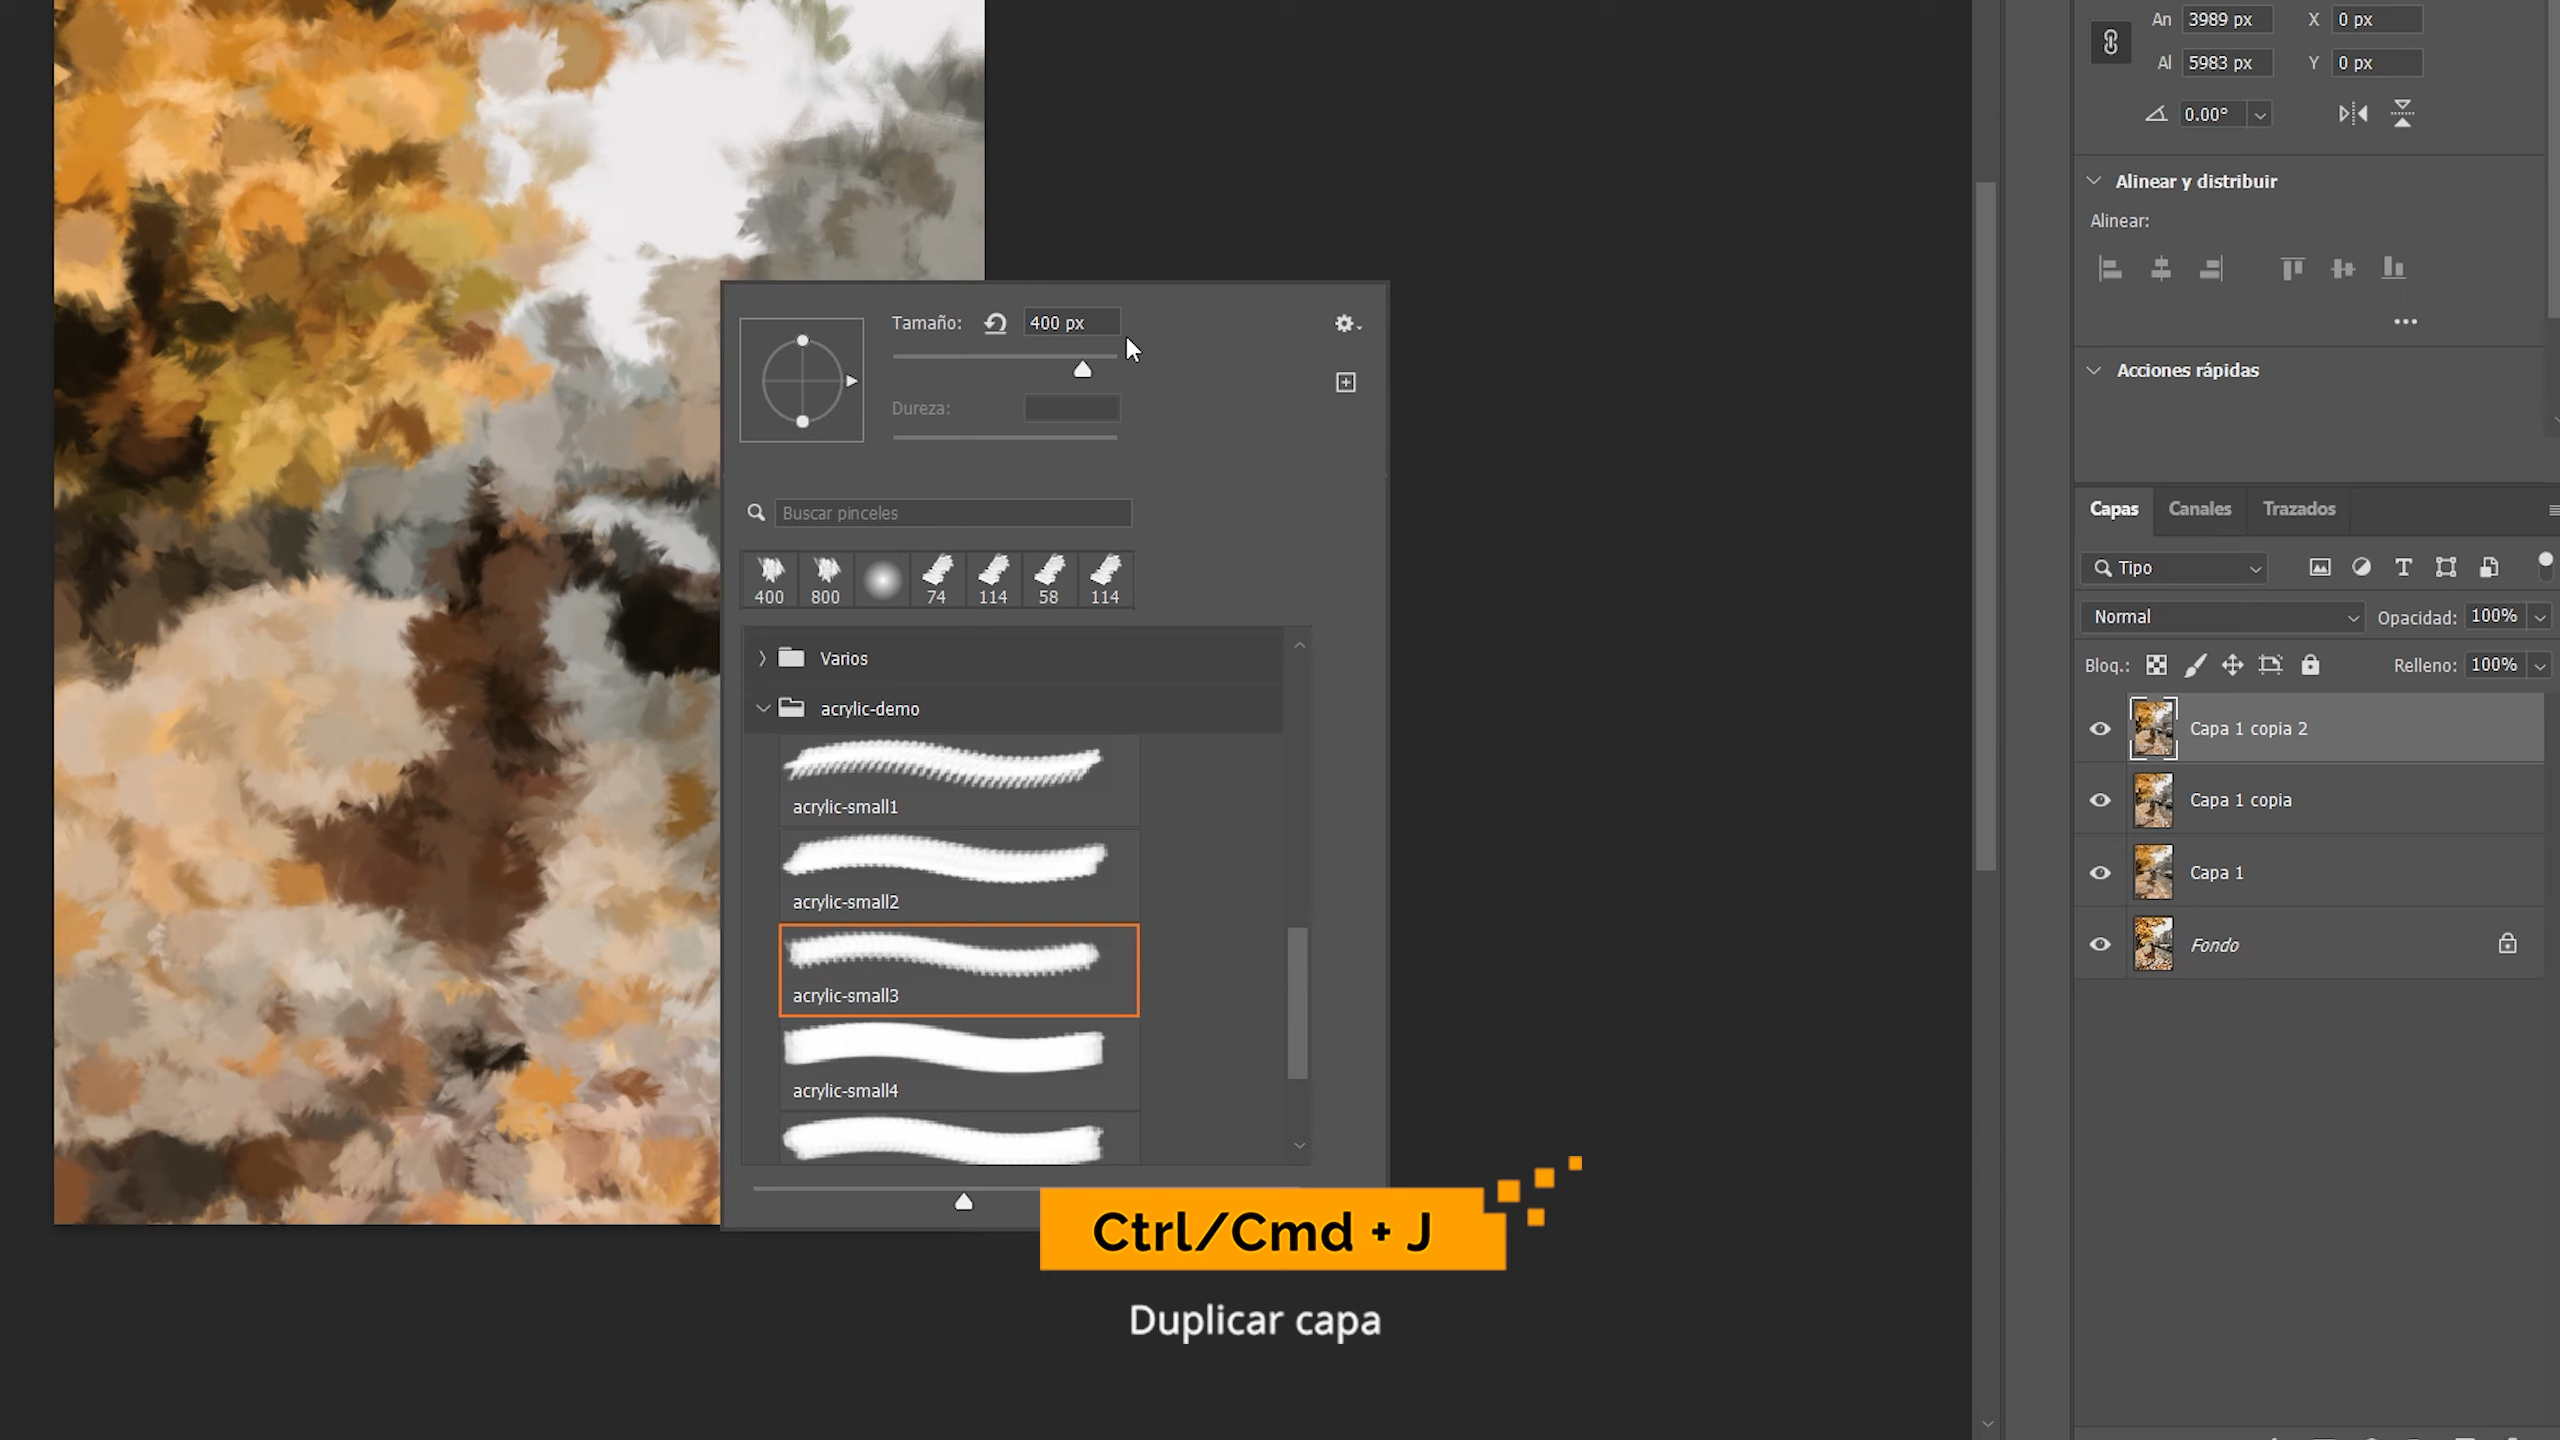 An 3989 px X 0 px
Al 5983 px Y 0 px
0.00°
Alinear y distribuir
Alinear:
Acciones rápidas
Tamaño: 400 px
Dureza:
Buscar pinceles
400 800 74 114 58 114
Varios
acrylic-demo
acrylic-small1
acrylic-small2
acrylic-small3
acrylic-small4
Capas Canales Trazados
Tipo
Normal Opacidad: 100%
Bloq.: Relleno: 100%
Capa 1 copia 2
Capa 1 copia
Capa 1
Fondo
Ctrl/Cmd + J
Duplicar capa